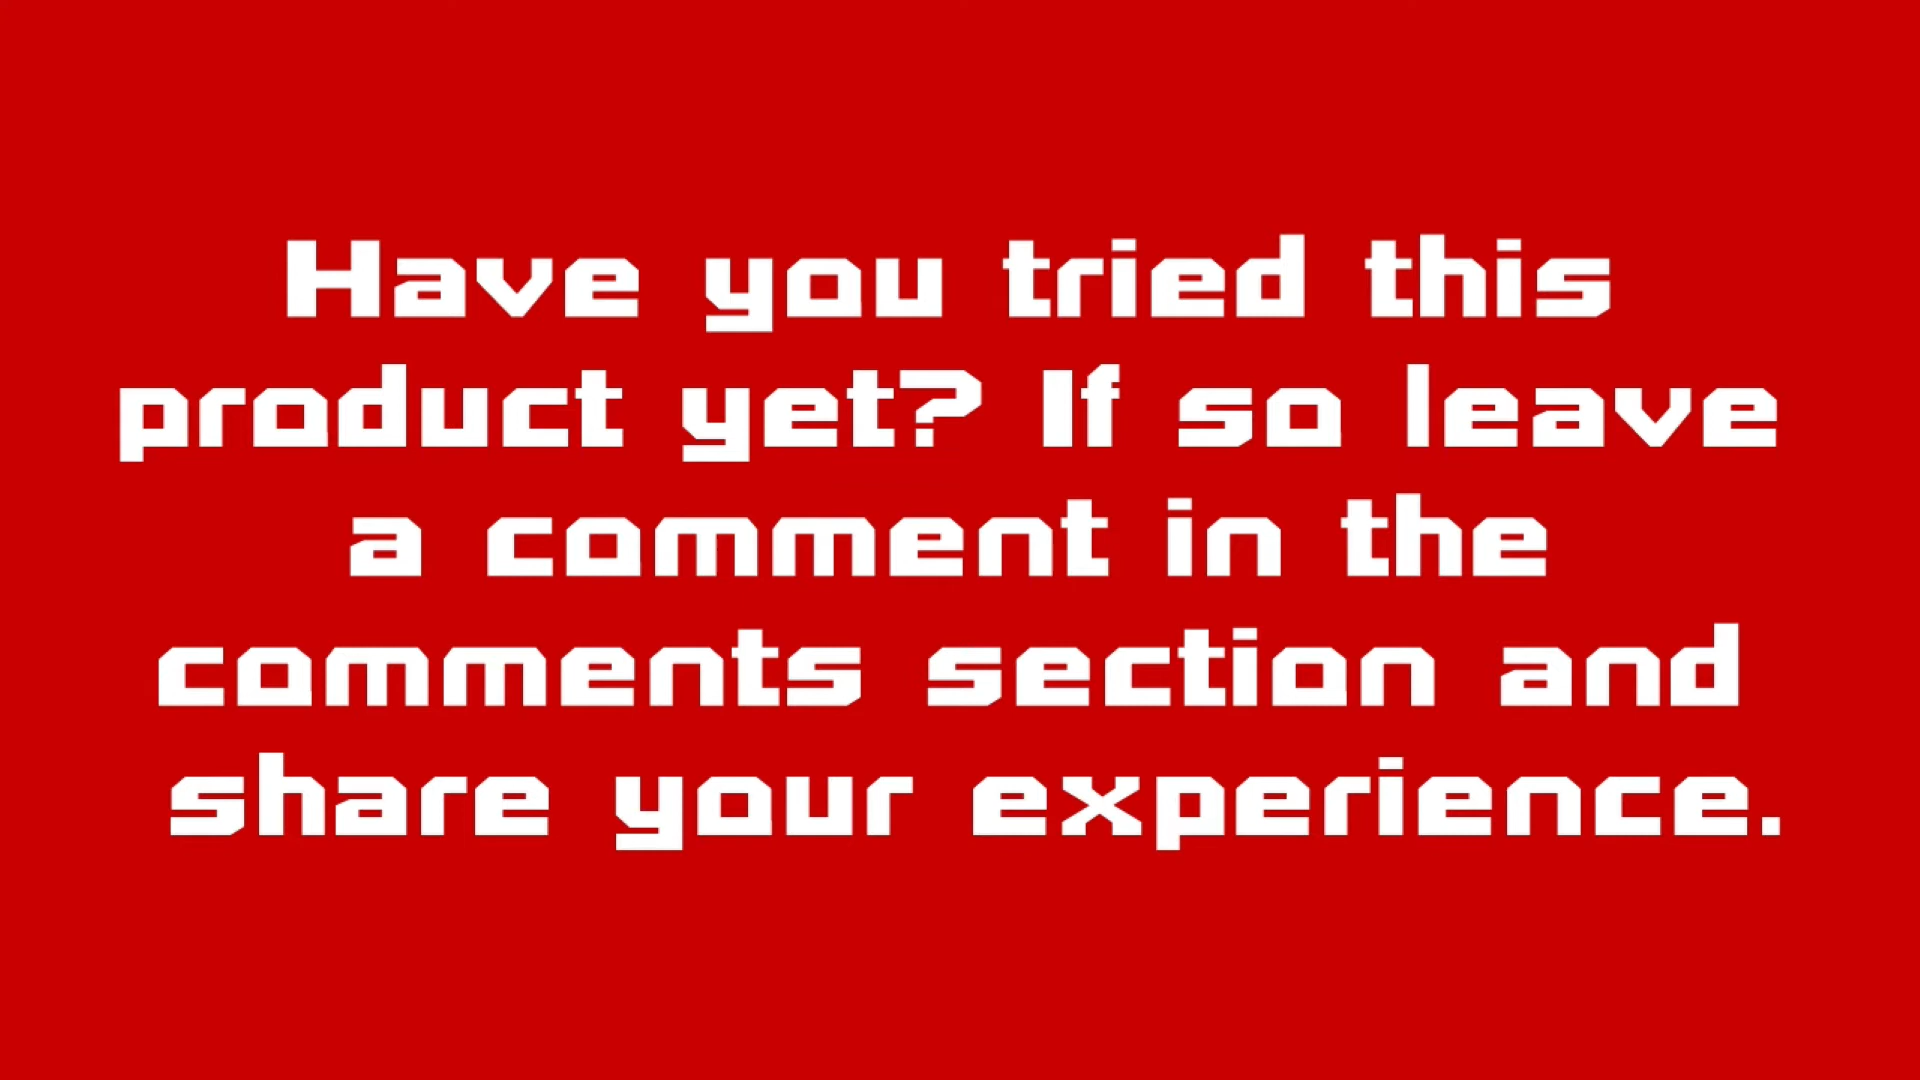 Have you tried this
product yet? If so leave
a comment in the
comments section and
share your experience.